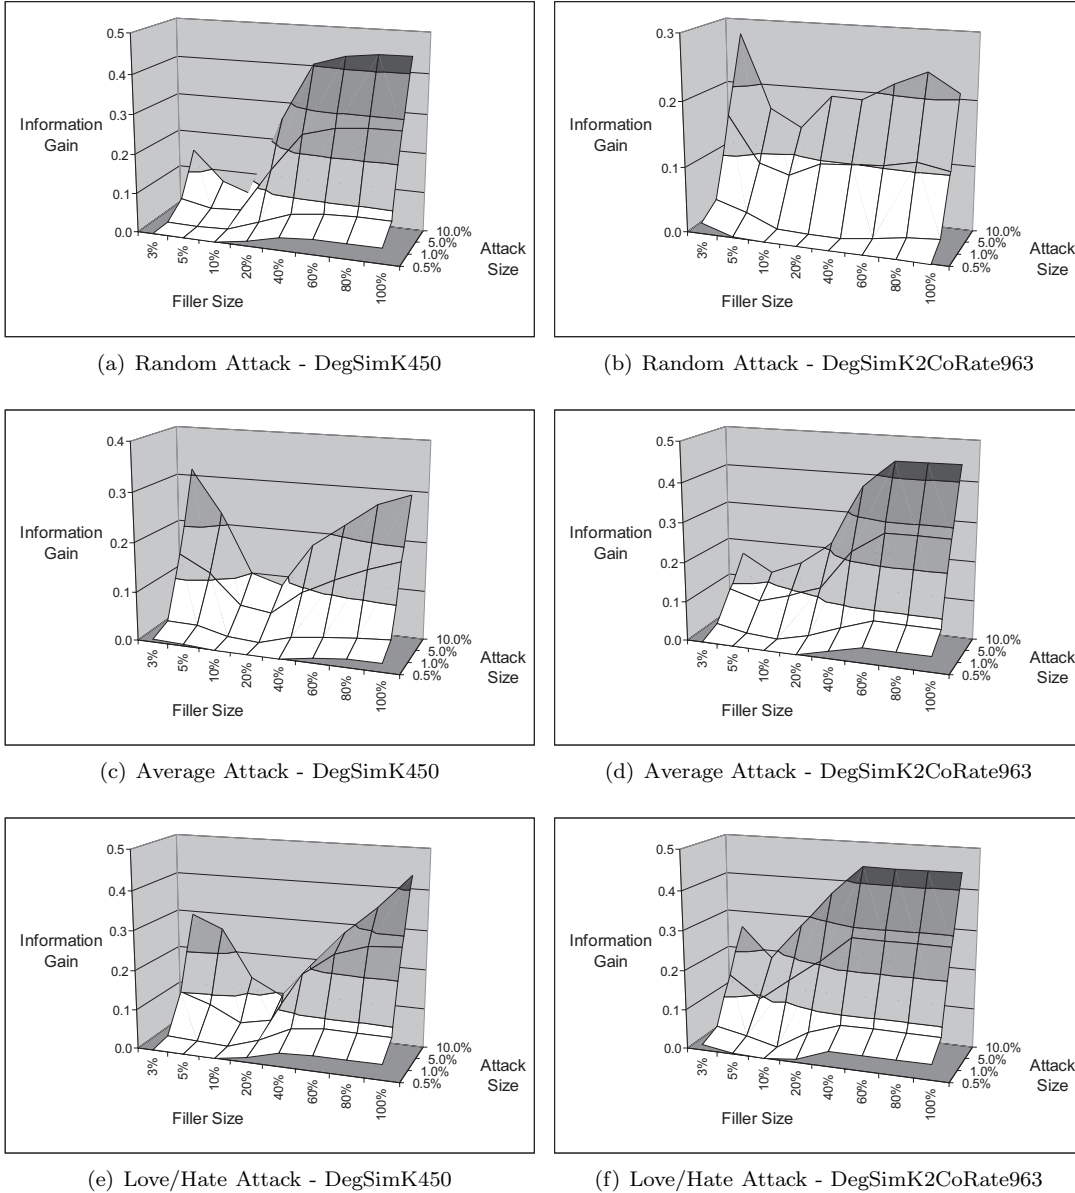 0.5
0.4
0.3
0.2
0.1
0.0
Information
Gain
3%
5%
10%
20%
40%
60%
80%
100%
Filler Size
10.0%
5.0%
1.0%
0.5%
Attack
Size
(a) Random Attack - DegSimK450
0.3
0.2
0.1
0.0
Information
Gain
3%
5%
10%
20%
40%
60%
80%
100%
Filler Size
10.0%
5.0%
1.0%
0.5%
Attack
Size
(b) Random Attack - DegSimK2CoRate963
0.4
0.3
0.2
0.1
0.0
Information
Gain
3%
5%
10%
20%
40%
60%
80%
100%
Filler Size
10.0%
5.0%
1.0%
0.5%
Attack
Size
(c) Average Attack - DegSimK450
0.5
0.4
0.3
0.2
0.1
0.0
Information
Gain
3%
5%
10%
20%
40%
60%
80%
100%
Filler Size
10.0%
5.0%
1.0%
0.5%
Attack
Size
(d) Average Attack - DegSimK2CoRate963
0.5
0.4
0.3
0.2
0.1
0.0
Information
Gain
3%
5%
10%
20%
40%
60%
80%
100%
Filler Size
10.0%
5.0%
1.0%
0.5%
Attack
Size
(e) Love/Hate Attack - DegSimK450
0.5
0.4
0.3
0.2
0.1
0.0
Information
Gain
3%
5%
10%
20%
40%
60%
80%
100%
Filler Size
10.0%
5.0%
1.0%
0.5%
Attack
Size
(f) Love/Hate Attack - DegSimK2CoRate963